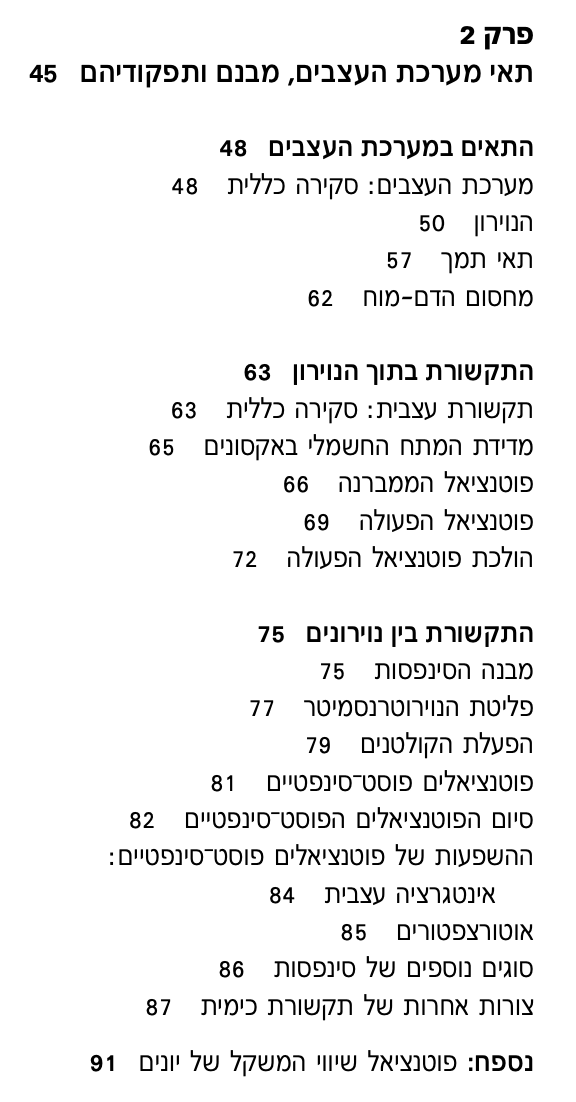 פרק 2
תאי מערכת העצבים, מבנם ותפקודיהם 45
התאים במערכת העצבים 48
מערכת העצבים: סקירה כללית 48
הנוירון 50
תאי תמך 57
מחסום הדם-מוח 62
התקשורת בתוך הנוירון 63
תקשורת עצבית: סקירה כללית 63
מדידת המתח החשמלי באקסונים 65
פוטנציאל הממברנה 66
פוטנציאל הפעולה 69
הולכת פוטנציאל הפעולה 72
התקשורת בין נוירונים 75
מבנה הסינפסות 75
פליטת הנוירוטרנסמיטר 77
הפעלת הקולטנים 79
פוטנציאלים פוסט־סינפטיים 81
סיום הפוטנציאלים הפוסט־סינפטיים 82
ההשפעות של פוטנציאלים פוסט־סינפטיים:
אינטגרציה עצבית 84
אוטורצפטורים 85
סוגים נוספים של סינפסות 86
צורות אחרות של תקשורת כימית 87
נספח: פוטנציאל שיווי המשקל של יונים 91